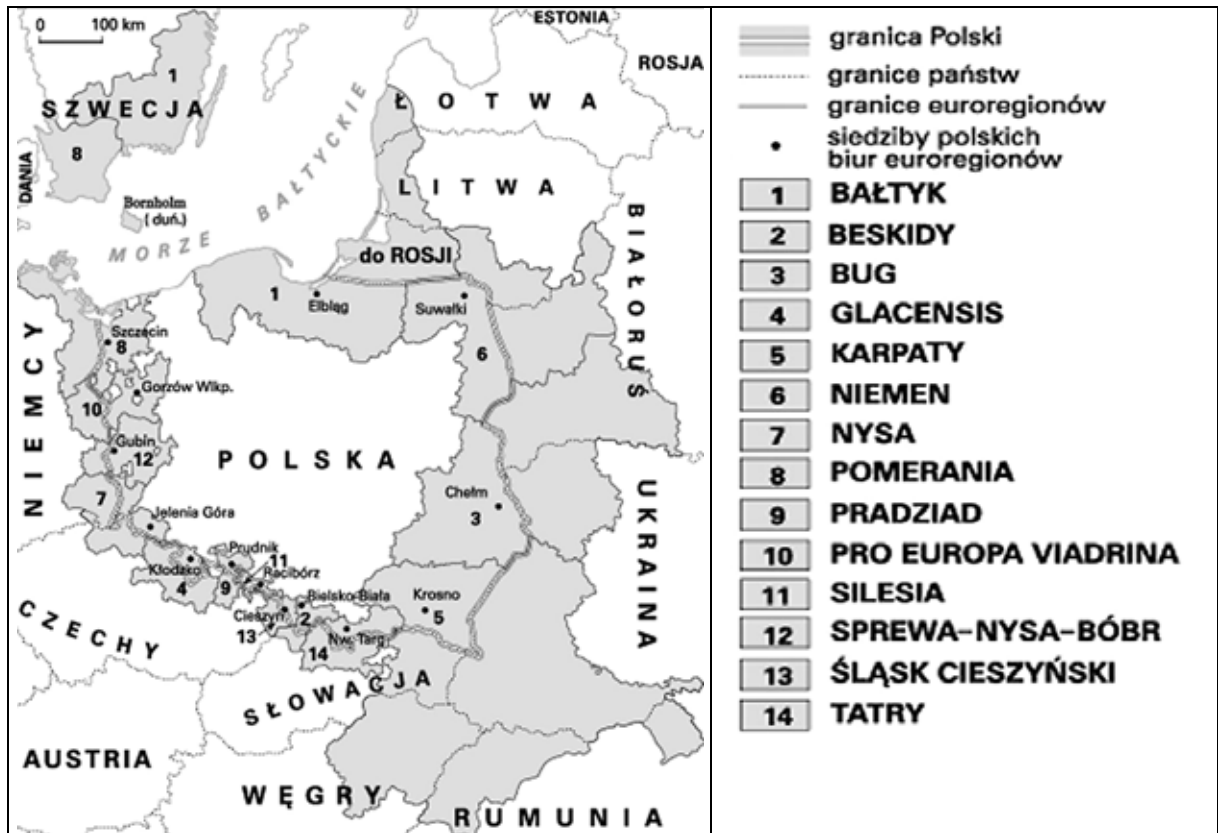 0 100 km
ESTONIA
ROSJA
1
SZWECJA
ŁOTWA
8
DANIA
LITWA
Bornholm
(duń.)
MORZE BAŁTYCKIE
BIAŁORUŚ
do ROSJI
1
Elbląg
Suwałki
NIEMCY
Szczecin
8
6
Gorzów Wlkp.
10
Gubin
12
POLSKA
7
Chełm
3
UKRAINA
Jelenia Góra
Prudnik
11
Kłodzko
Racibórz
4
9
Bielsko-Biała
Krosno
5
Cieszyn
2
CZECHY
13
Nw. Targ
14
SŁOWACJA
AUSTRIA
WĘGRY
RUMUNIA
granica Polski
granice państw
granice euroregionów
siedziby polskich
biur euroregionów
1 BAŁTYK
2 BESKIDY
3 BUG
4 GLACENSIS
5 KARPATY
6 NIEMEN
7 NYSA
8 POMERANIA
9 PRADZIAD
10 PRO EUROPA VIADRINA
11 SILESIA
12 SPREWA–NYSA–BÓBR
13 ŚLĄSK CIESZYŃSKI
14 TATRY